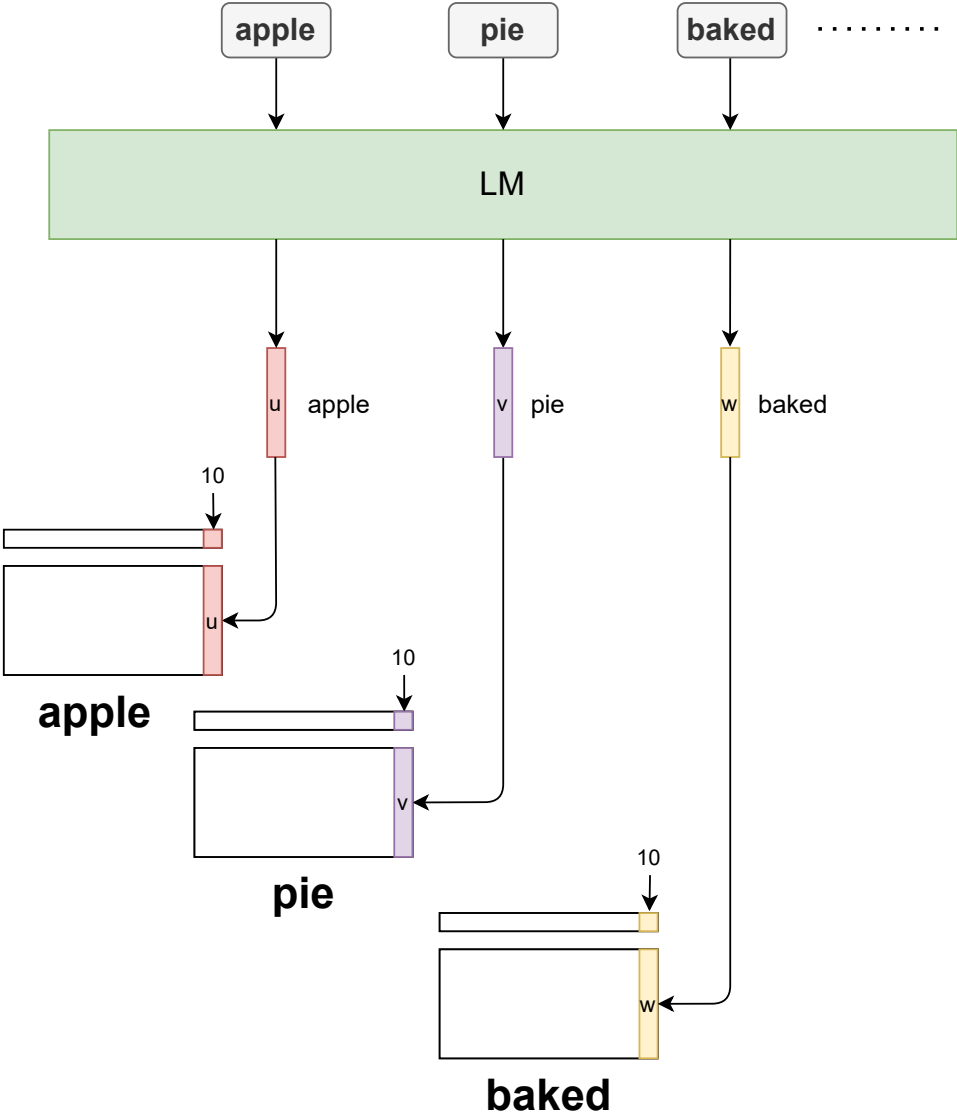 apple pie baked .........
LM
u apple v pie w baked
10
u
apple
10
v
pie
10
w
baked